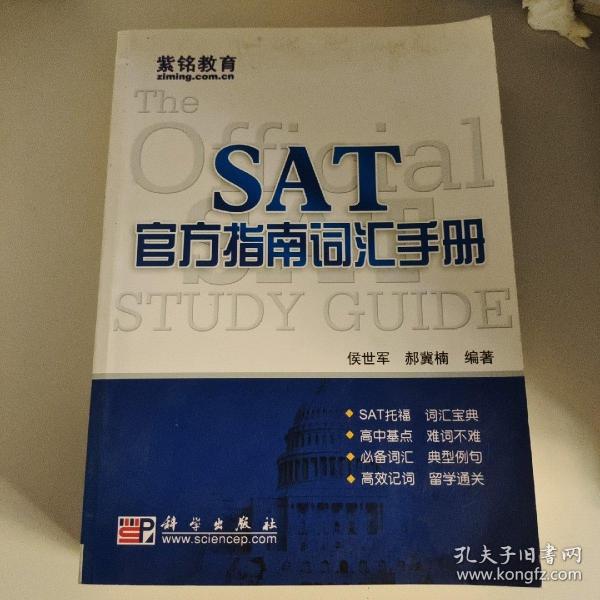 紫铭教育
ziming.com.cn
The
Official
SAT
SAT
官方指南词汇手册
STUDY GUIDE
侯世军 郝冀楠 编著
SAT托福 词汇宝典
高中基点 难词不难
必备词汇 典型例句
高效记词 留学通关
科学出版社
www.sciencep.com
孔夫子旧书网
www.kongfz.com